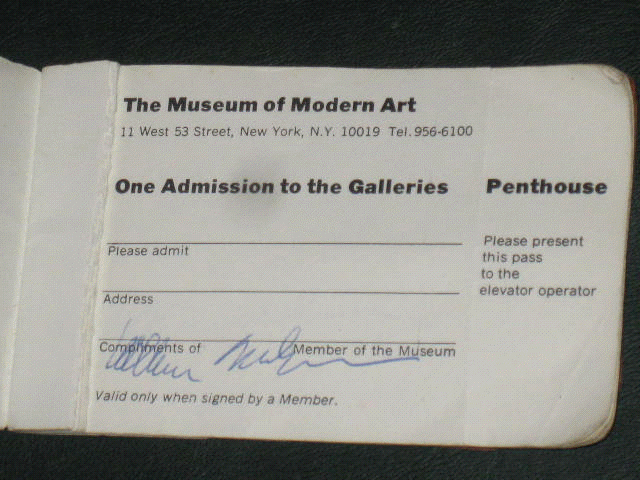 The Museum of Modern Art
11 West 53 Street, New York, N.Y. 10019 Tel. 956-6100
One Admission to the Galleries
Please admit
Address
Compliments of Member of the Museum
Valid only when signed by a Member.
Penthouse
Please present
this pass
to the
elevator operator